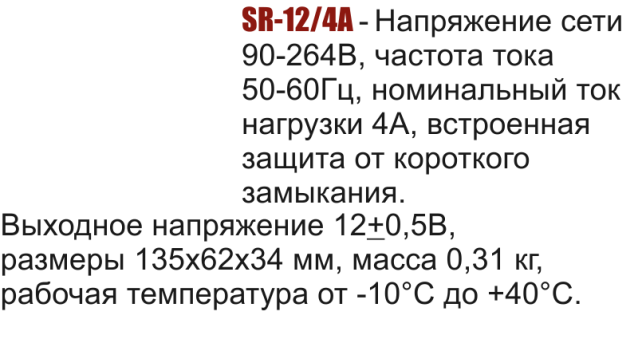 SR-12/4A - Напряжение сети
90-264В, частота тока
50-60Гц, номинальный ток
нагрузки 4А, встроенная
защита от короткого
замыкания.
Выходное напряжение 12±0,5В,
размеры 135x62x34 мм, масса 0,31 кг,
рабочая температура от -10°C до +40°C.